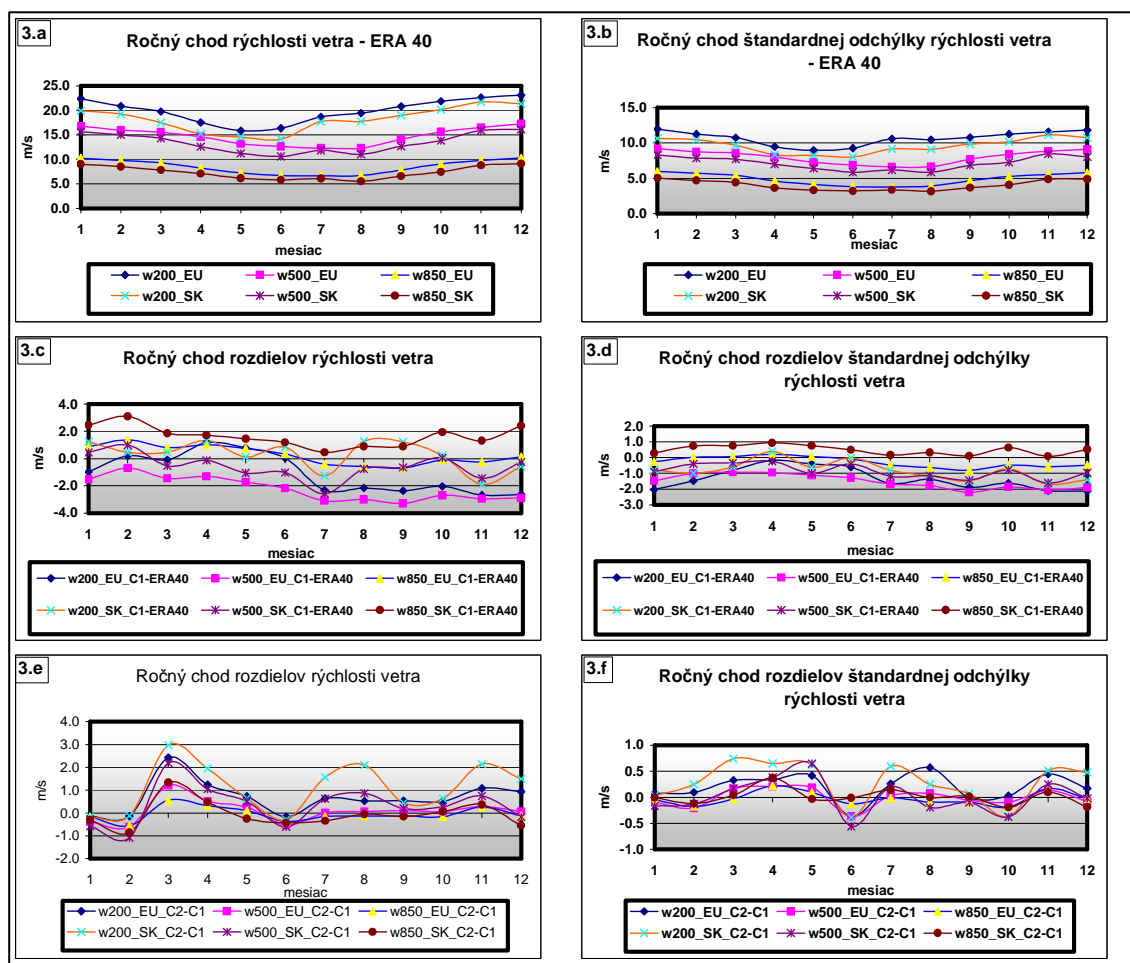 3.a
Ročný chod rýchlosti vetra - ERA 40
25.0
20.0
15.0
10.0
5.0
0.0
m/s
1 2 3 4 5 6 7 8 9 10 11 12
mesiac
w200_EU w500_EU w850_EU
w200_SK w500_SK w850_SK
3.b
Ročný chod štandardnej odchýlky rýchlosti vetra
- ERA 40
15.0
10.0
5.0
0.0
m/s
1 2 3 4 5 6 7 8 9 10 11 12
mesiac
w200_EU w500_EU w850_EU
w200_SK w500_SK w850_SK
3.c
Ročný chod rozdielov rýchlosti vetra
4.0
2.0
0.0
-2.0
-4.0
m/s
1 2 3 4 5 6 7 8 9 10 11 12
mesiac
w200_EU_C1-ERA40 w500_EU_C1-ERA40 w850_EU_C1-ERA40
w200_SK_C1-ERA40 w500_SK_C1-ERA40 w850_SK_C1-ERA40
3.d
Ročný chod rozdielov štandardnej odchýlky
rýchlosti vetra
2.0
1.0
0.0
-1.0
-2.0
-3.0
m/s
1 2 3 4 5 6 7 8 9 10 11 12
mesiac
w200_EU_C1-ERA40 w500_EU_C1-ERA40 w850_EU_C1-ERA40
w200_SK_C1-ERA40 w500_SK_C1-ERA40 w850_SK_C1-ERA40
3.e
Ročný chod rozdielov rýchlosti vetra
4.0
3.0
2.0
1.0
0.0
-1.0
-2.0
m/s
1 2 3 4 5 6 7 8 9 10 11 12
mesiac
w200_EU_C2-C1 w500_EU_C2-C1 w850_EU_C2-C1
w200_SK_C2-C1 w500_SK_C2-C1 w850_SK_C2-C1
3.f
Ročný chod rozdielov štandardnej odchýlky
rýchlosti vetra
1.0
0.5
0.0
-0.5
-1.0
m/s
1 2 3 4 5 6 7 8 9 10 11 12
mesiac
w200_EU_C2-C1 w500_EU_C2-C1 w850_EU_C2-C1
w200_SK_C2-C1 w500_SK_C2-C1 w850_SK_C2-C1